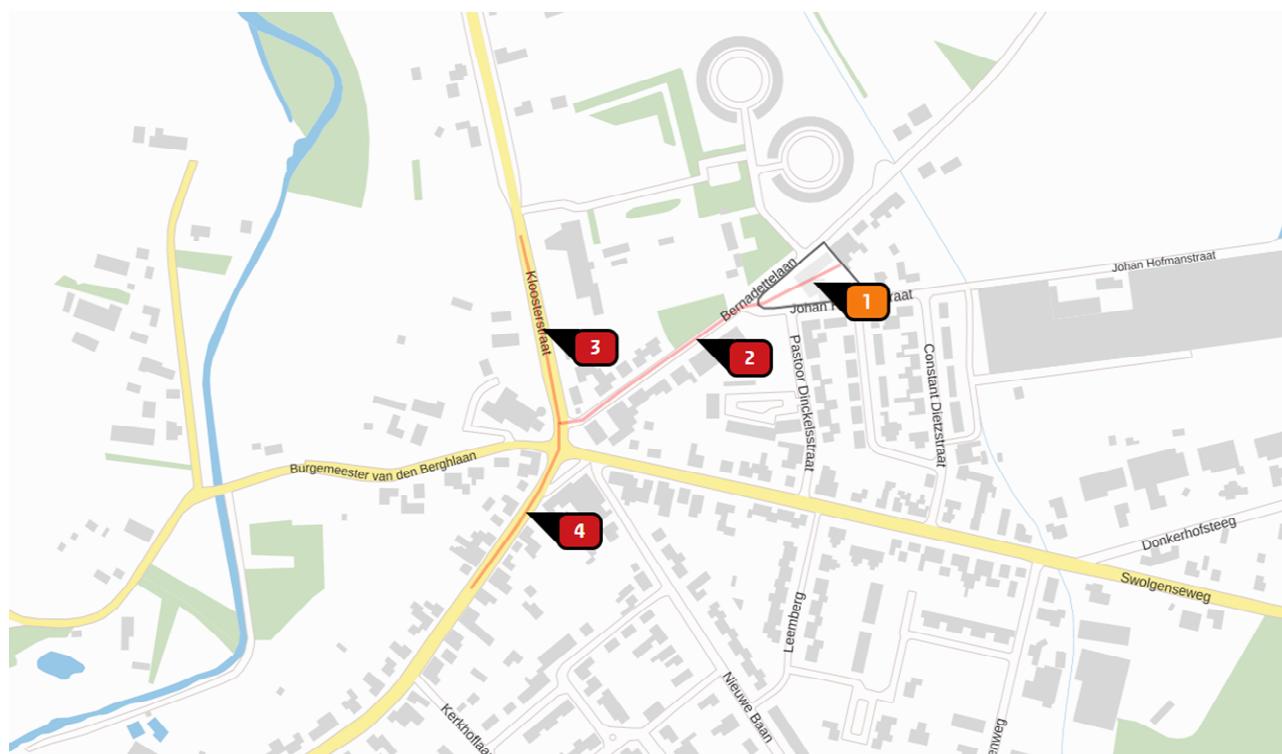 Johan Hofmanstraat
Bernadettelaan
1
Johan
raat
Kloosterstraat
3
2
Pastoor Dinckelsstraat
Constant Dietzstraat
Burgemeester van den Berghlaan
4
Donkerhofsteeg
Swolgenseweg
Leemberg
Nieuwe Baan
Kerkhoflaa
enweg